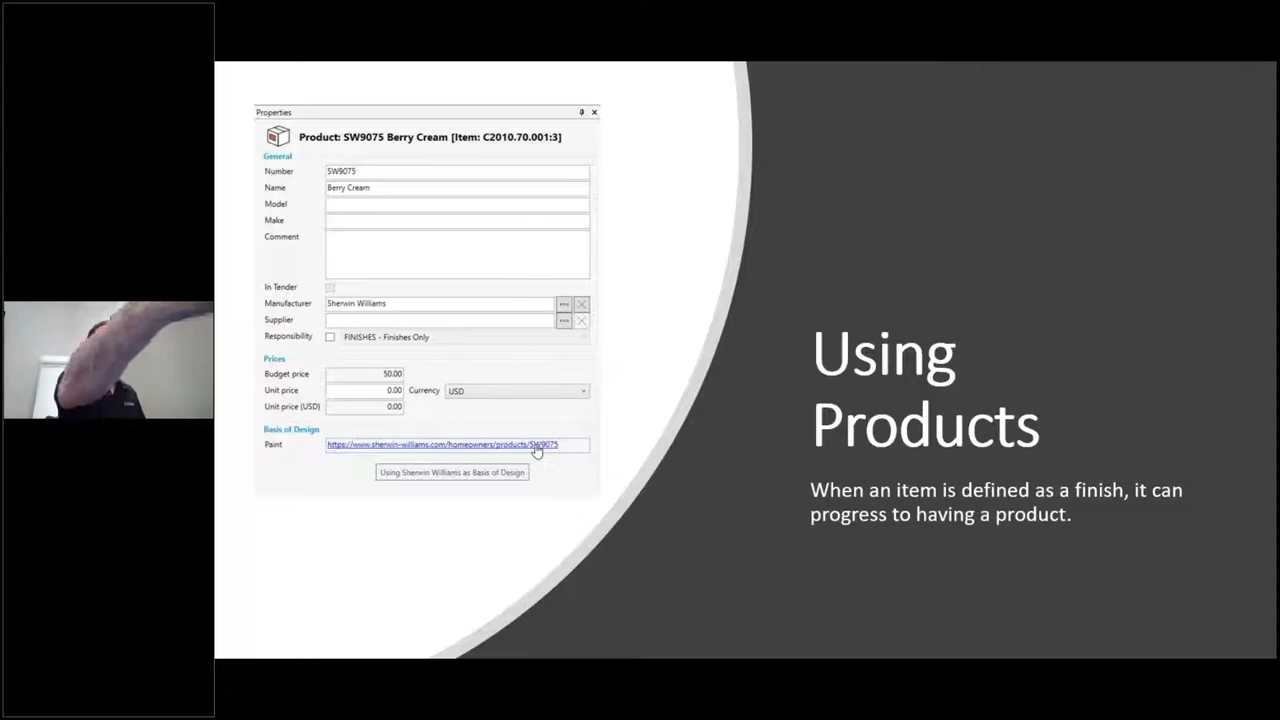 Properties
Product: SW9075 Berry Cream [Item: C2010.70.001:3]
General
Number SW9075
Name Berry Cream
Model
Make
Comment
In Tender
Manufacturer Sherwin Williams
Supplier
Responsibility FINISHES - Finishes Only
Prices
Budget price 50.00
Unit price 0.00 Currency USD
Unit price (USD) 0.00
Basis of Design
Paint https://www.sherwin-williams.com/homeowners/products/SW9075
Using Sherwin Williams as Basis of Design
Using
Products
When an item is defined as a finish, it can
progress to having a product.